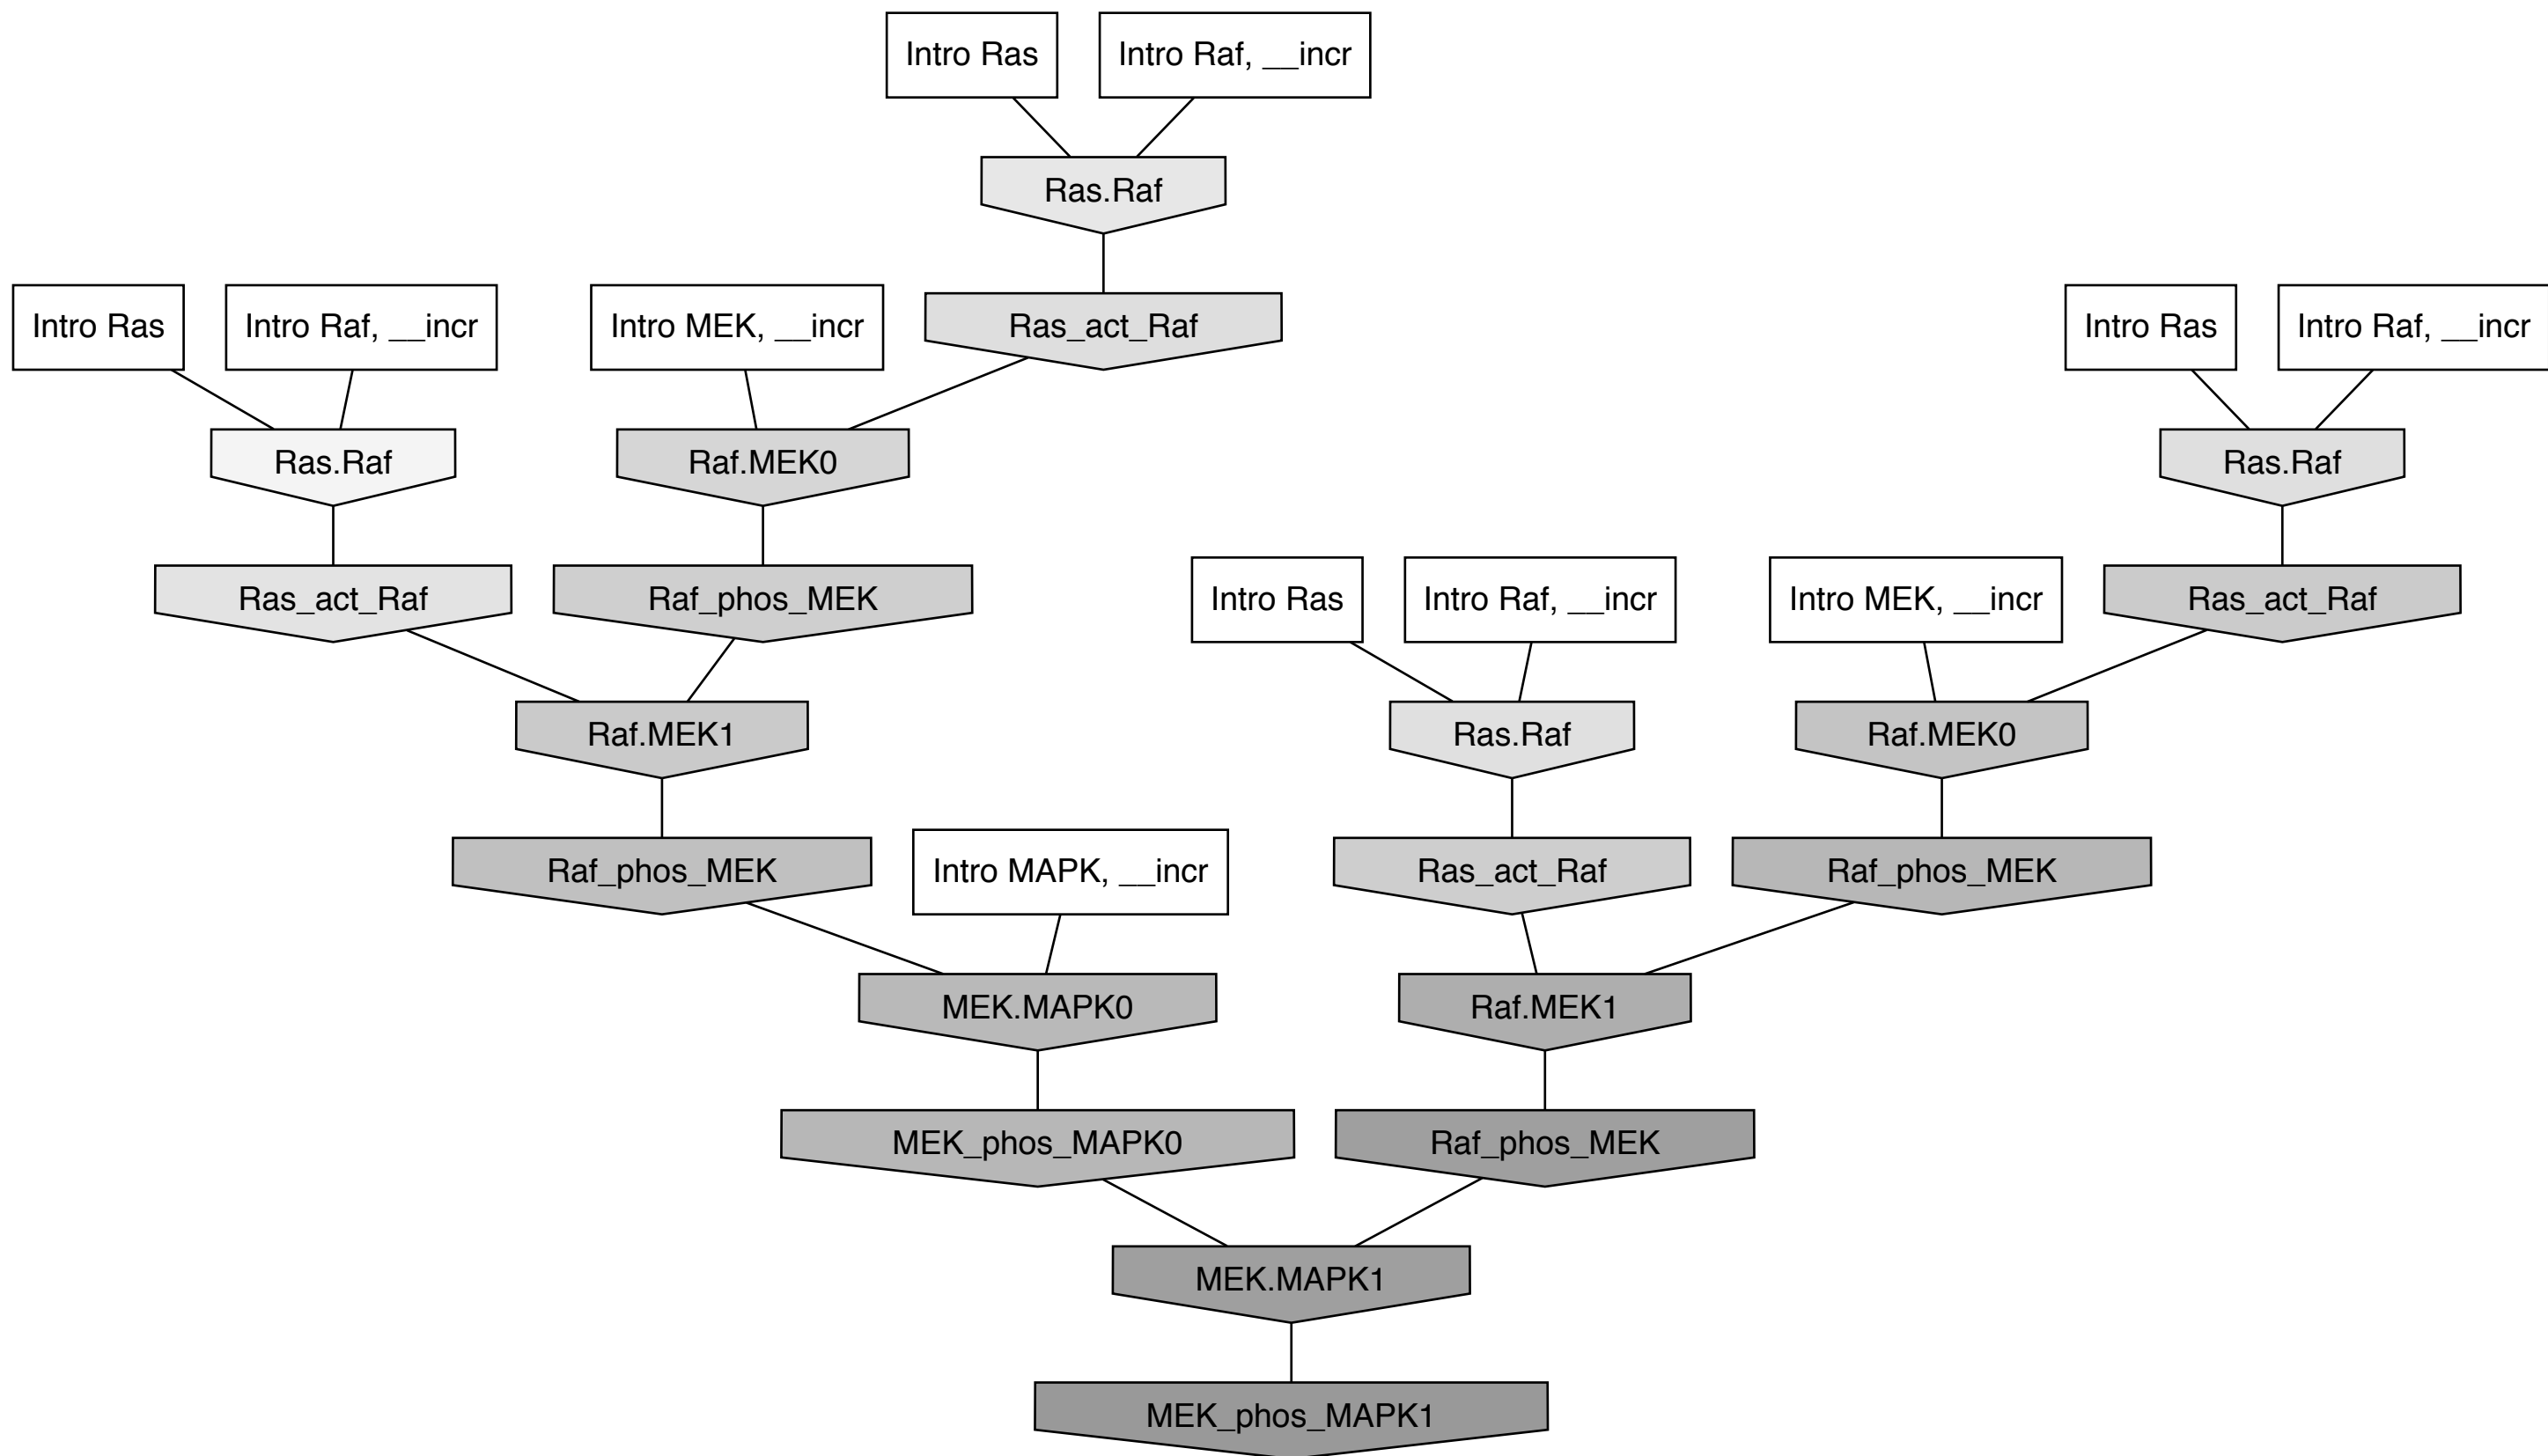 Intro Ras
Intro Raf, __incr
Ras.Raf
Intro Ras
Intro Raf, __incr
Intro MEK, __incr
Ras_act_Raf
Intro Ras
Intro Raf, __incr
Ras.Raf
Raf.MEK0
Ras.Raf
Ras_act_Raf
Raf_phos_MEK
Intro Ras
Intro Raf, __incr
Intro MEK, __incr
Ras_act_Raf
Raf.MEK1
Ras.Raf
Raf.MEK0
Raf_phos_MEK
Intro MAPK, __incr
Ras_act_Raf
Raf_phos_MEK
MEK.MAPK0
Raf.MEK1
MEK_phos_MAPK0
Raf_phos_MEK
MEK.MAPK1
MEK_phos_MAPK1